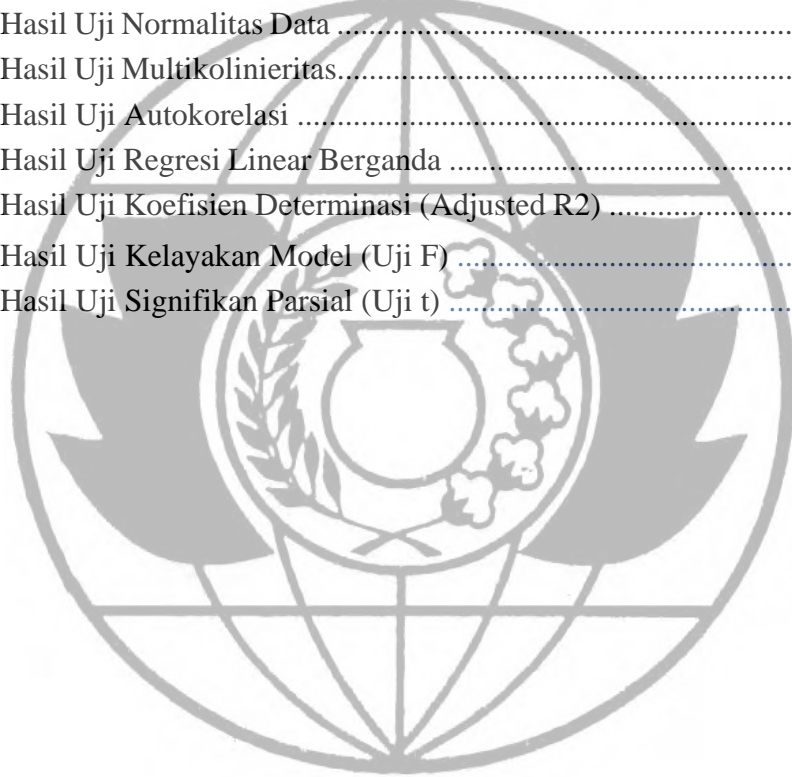 Hasil Uji Normalitas Data ....................................................
Hasil Uji Multikolinieritas....................................................
Hasil Uji Autokorelasi .........................................................
Hasil Uji Regresi Linear Berganda ......................................
Hasil Uji Koefisien Determinasi (Adjusted R2) .....................
Hasil Uji Kelayakan Model (Uji F) ......................................
Hasil Uji Signifikan Parsial (Uji t) .......................................